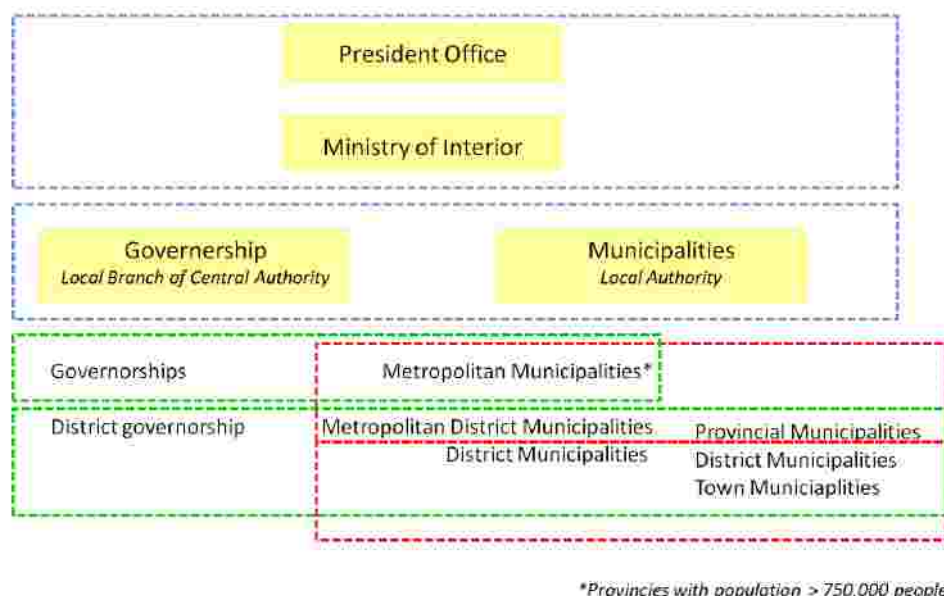 President Office
Ministry of Interior
Governership
Local Branch of Central Authority
Municipalities
Local Authority
Governorships
Metropolitan Municipalities*
District governorship
Metropolitan District Municipalities
Provincial Municipalities
District Municipalities
District Municipalities
Town Municiaplities
*Provincies with population > 750.000 people